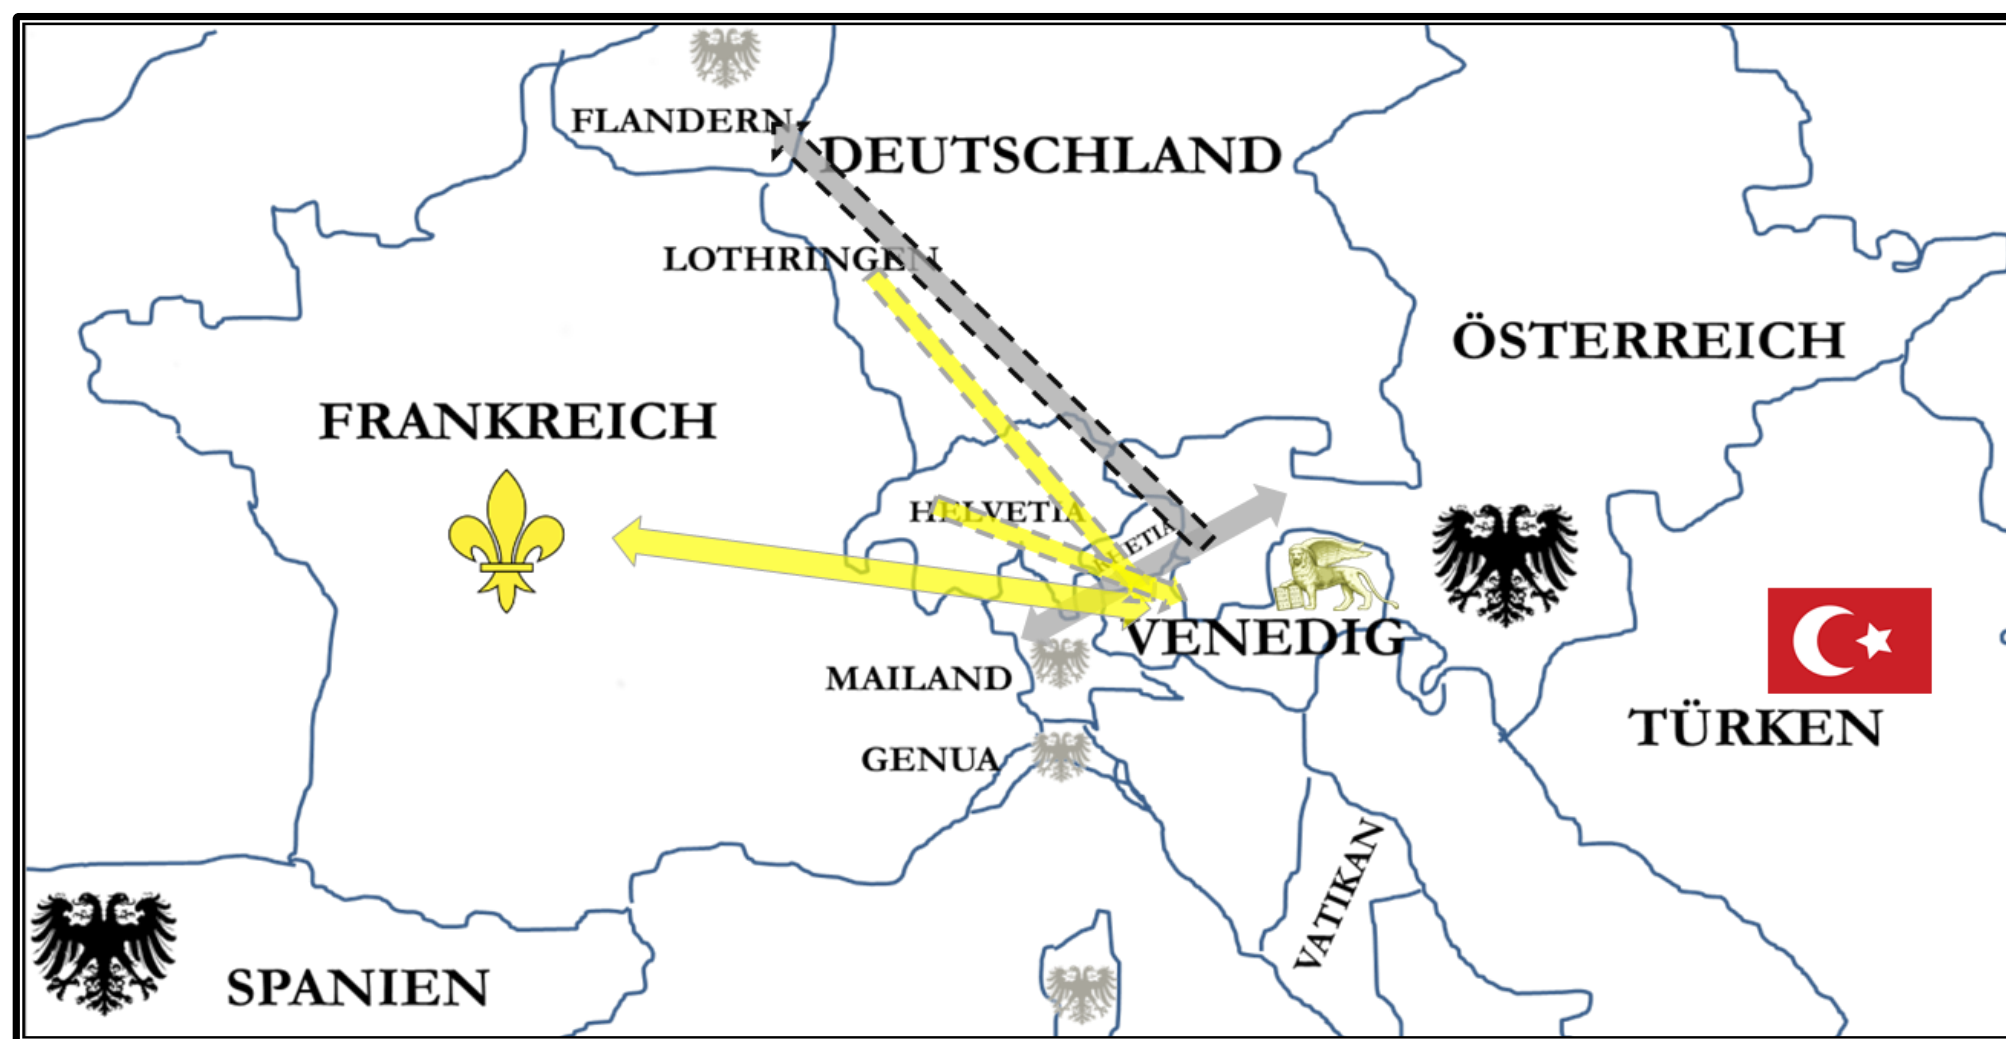 FLANDERN
DEUTSCHLAND
LOTHRINGEN
ÖSTERREICH
FRANKREICH
HELVETIA
VENEDIG
MAILAND
TÜRKEN
GENUA
VATIKAN
SPANIEN